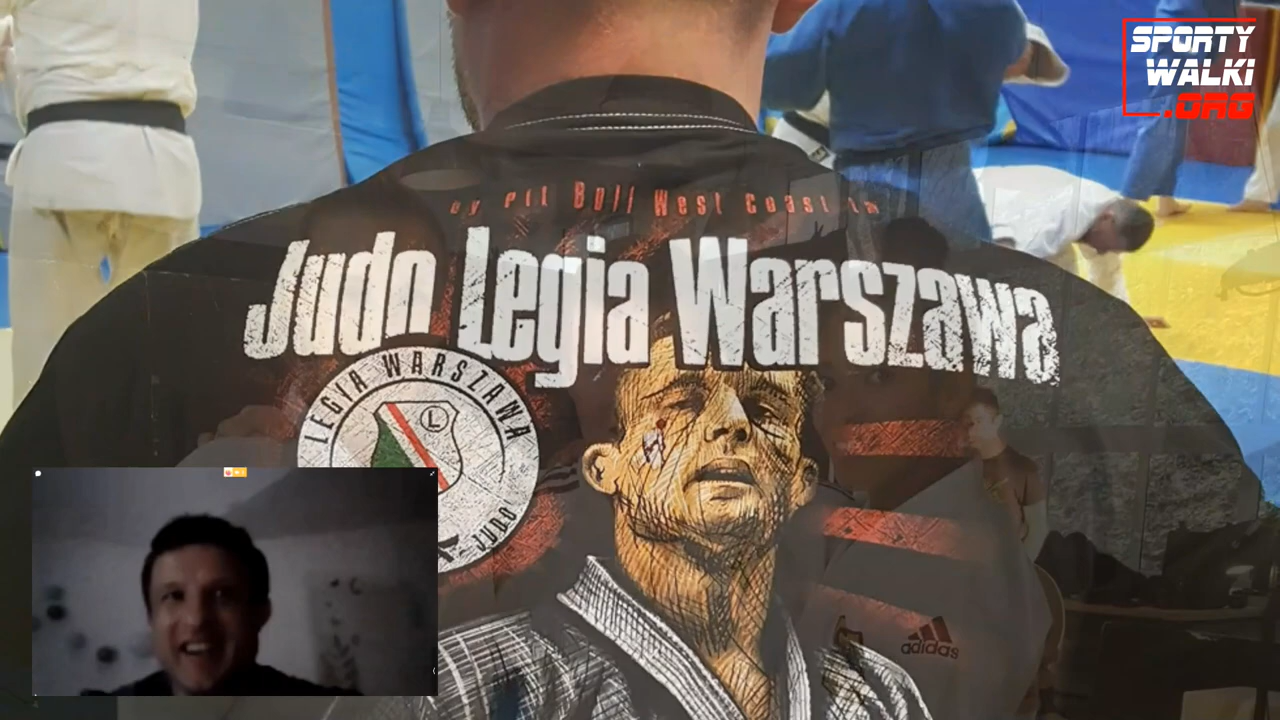 SPORTY
WALKI
.ORG
by Pit Bull West Coast
Judo Legia Warszawa
LEGIA WARSZAWA
L
JUDO
adidas